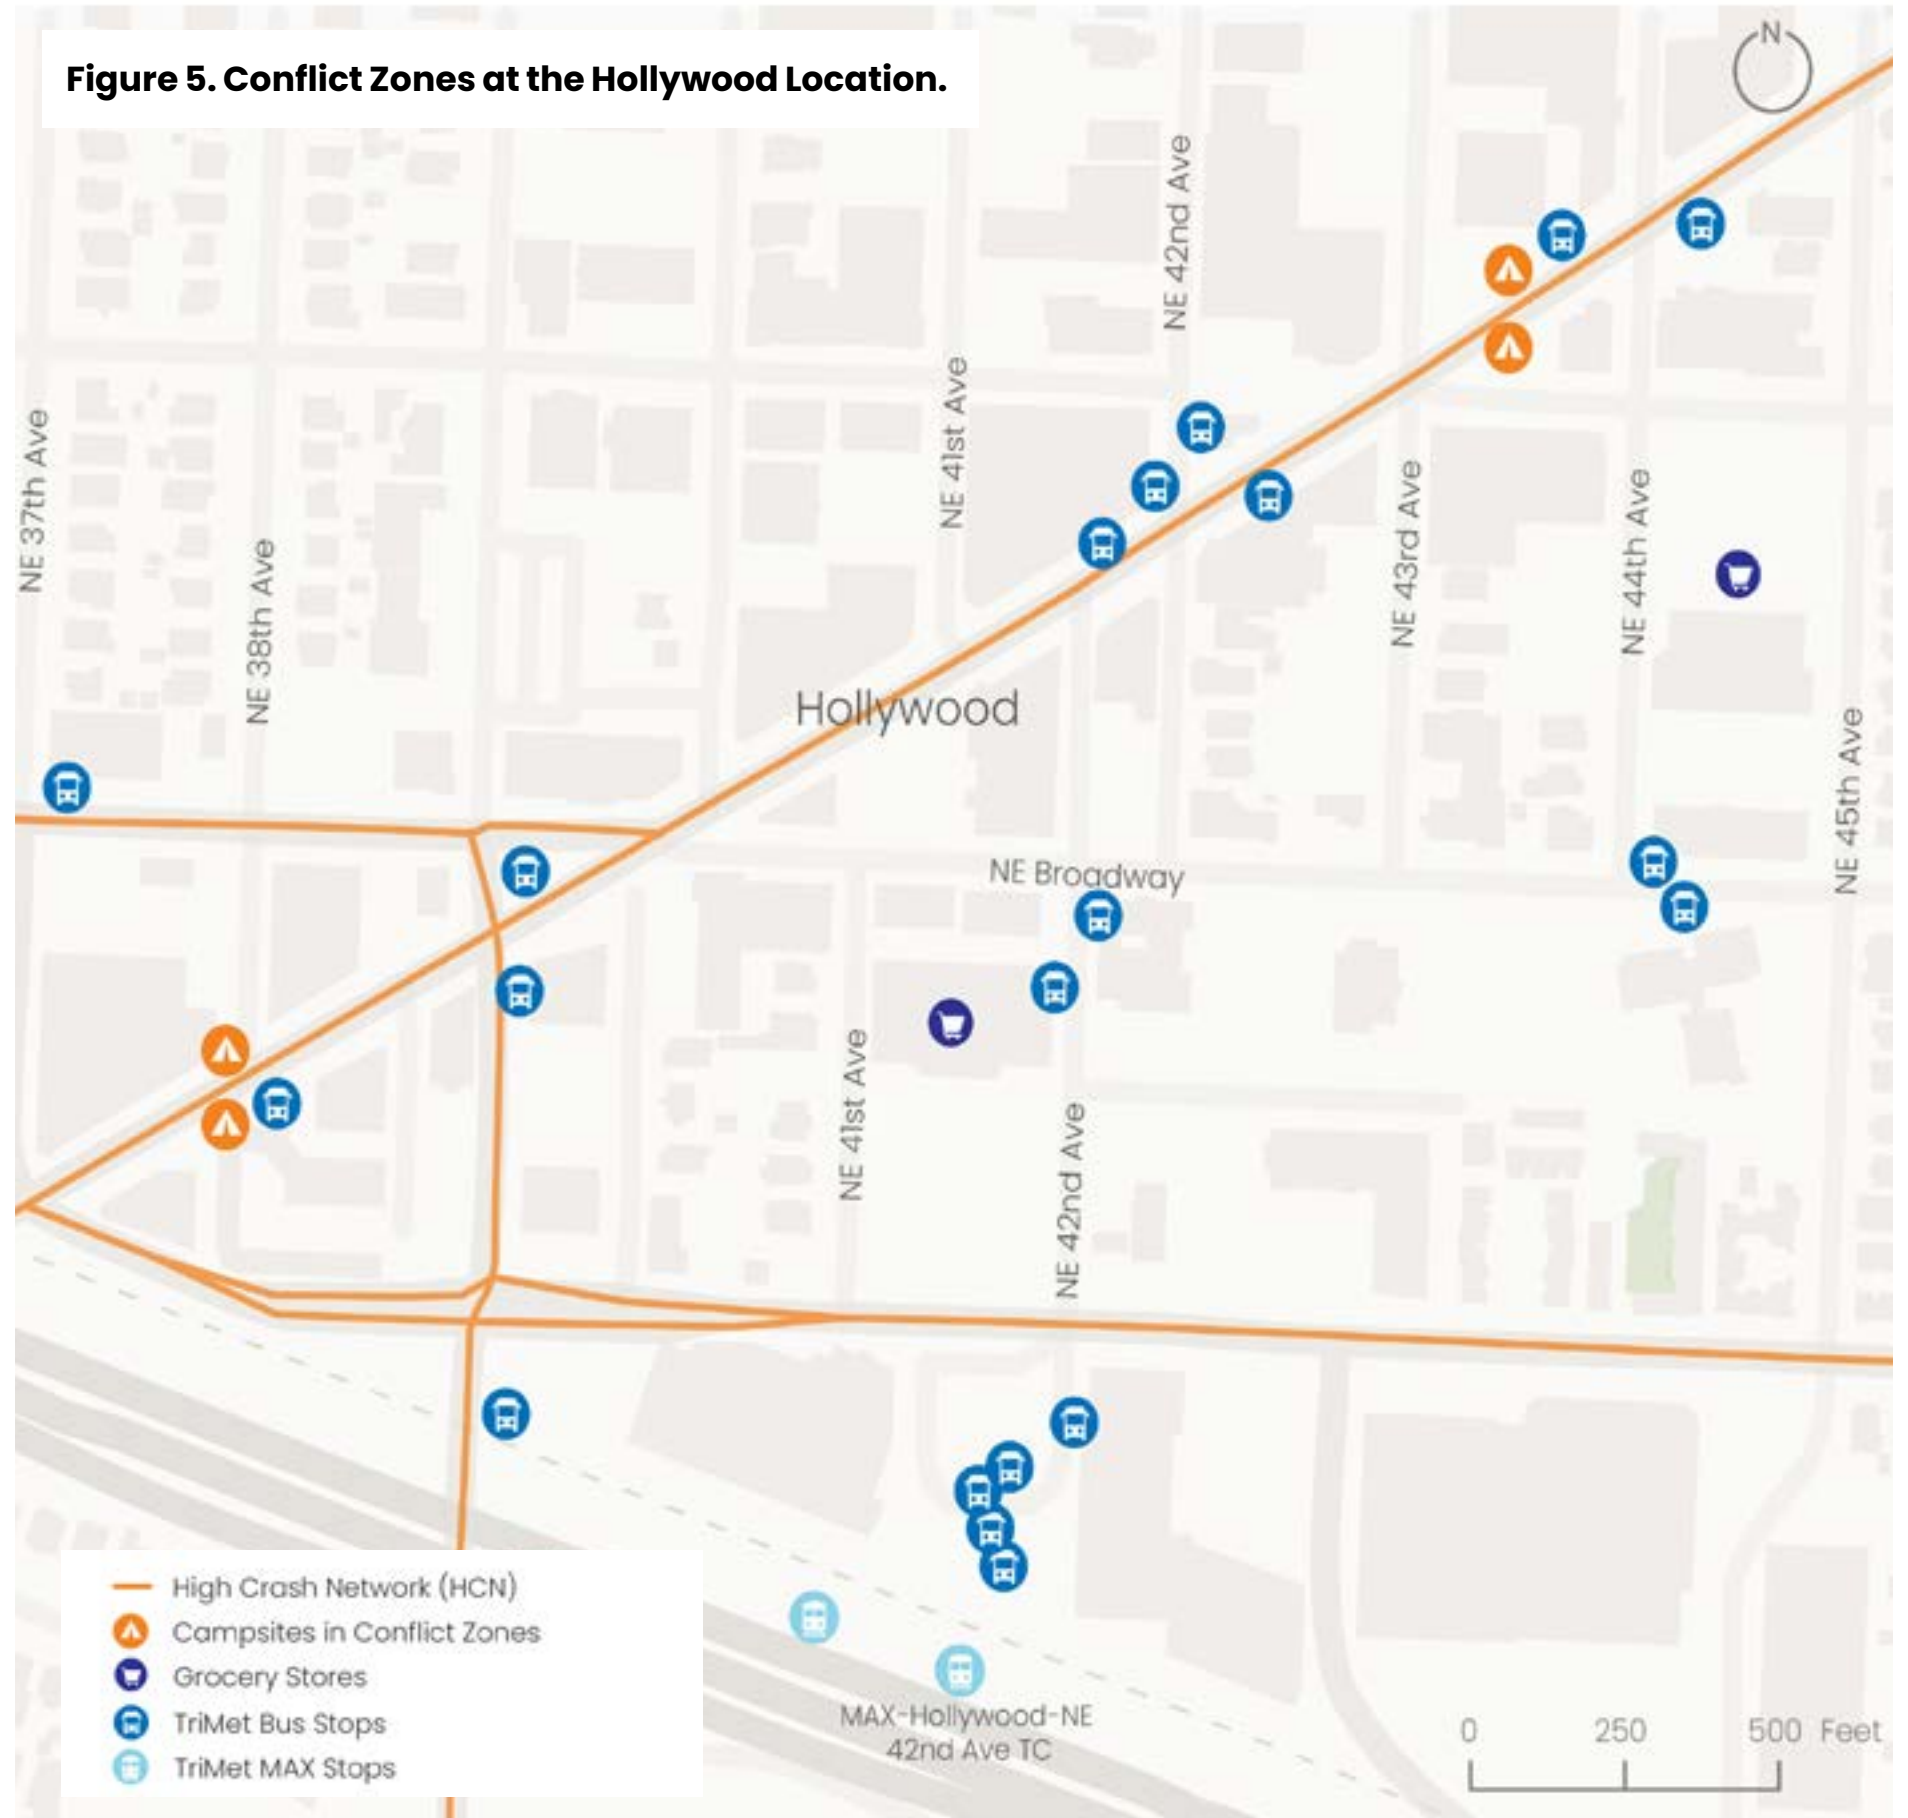 Figure 5. Conflict Zones at the Hollywood Location.
N
NE 42nd Ave
NE 41st Ave
NE 37th Ave
NE 43rd Ave
NE 44th Ave
NE 38th Ave
Hollywood
NE 45th Ave
NE Broadway
NE 41st Ave
NE 42nd Ave
High Crash Network (HCN)
Campsites in Conflict Zones
Grocery Stores
TriMet Bus Stops
TriMet MAX Stops
MAX-Hollywood-NE
42nd Ave TC
0 250 500 Feet